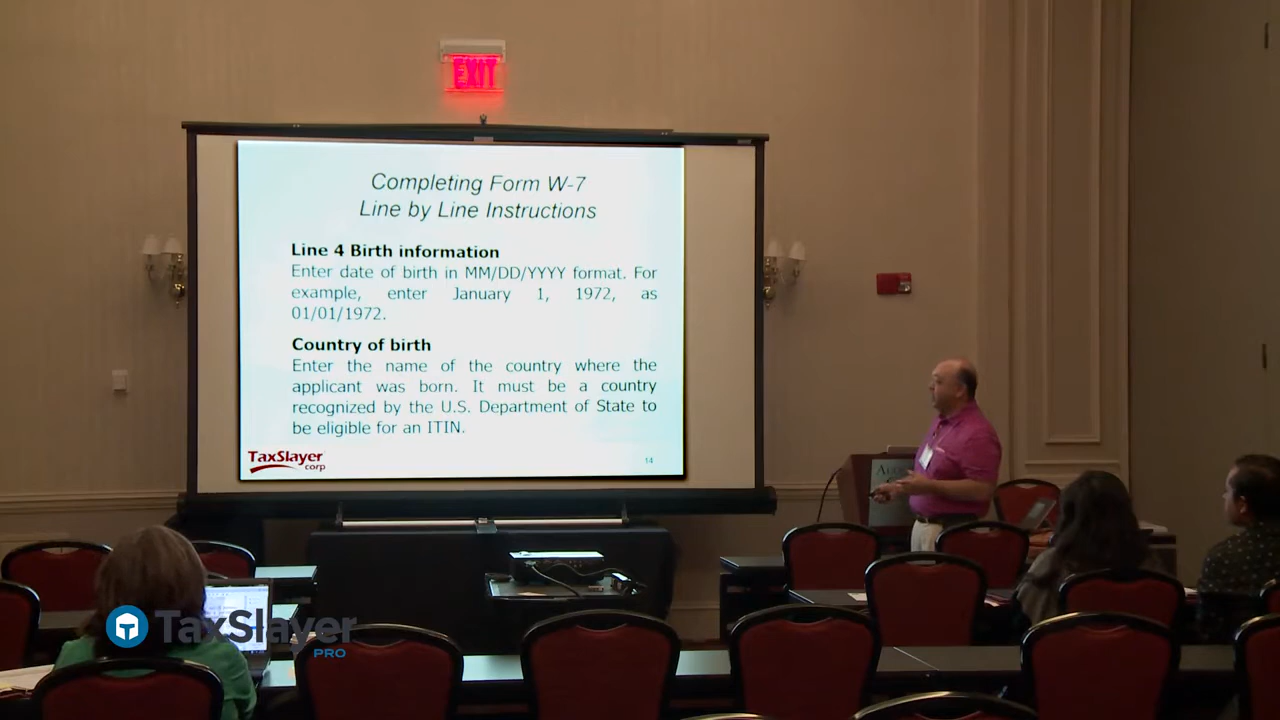 EXIT
Completing Form W-7
Line by Line Instructions
Line 4 Birth information
Enter date of birth in MM/DD/YYYY format. For
example, enter January 1, 1972, as
01/01/1972.
Country of birth
Enter the name of the country where the
applicant was born. It must be a country
recognized by the U.S. Department of State to
be eligible for an ITIN.
TaxSlayer
corp
14
TaxSlayer
PRO